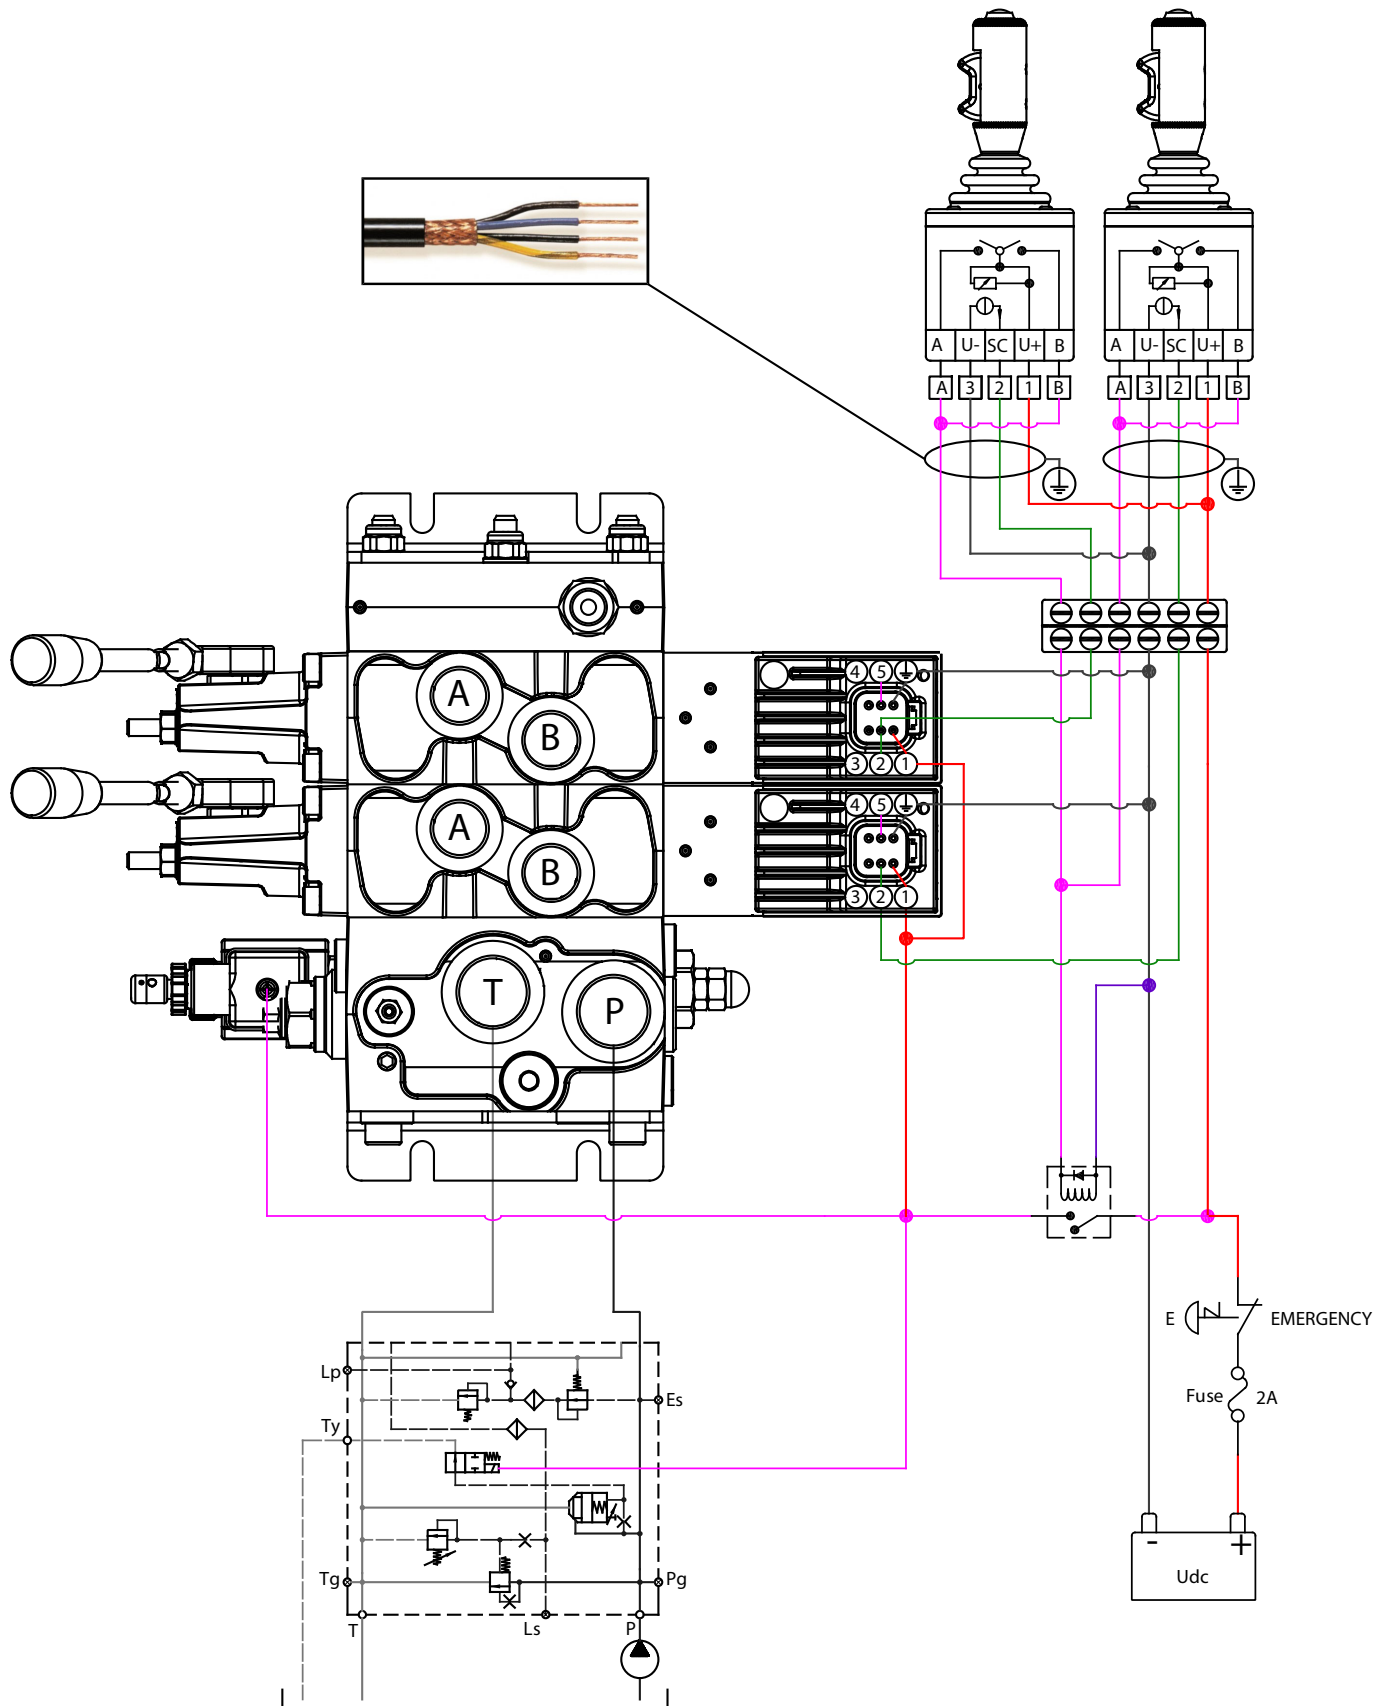 A U- SC U+ B A U- SC U+ B
A 3 2 1 B A 3 2 1 B
4 5
A
B
3 2 1
4 5
A
B
3 2 1
T
P
E EMERGENCY
Fuse 2A
Lp
Es
Ty
Tg
Pg
T
Ls
P
- +
Udc